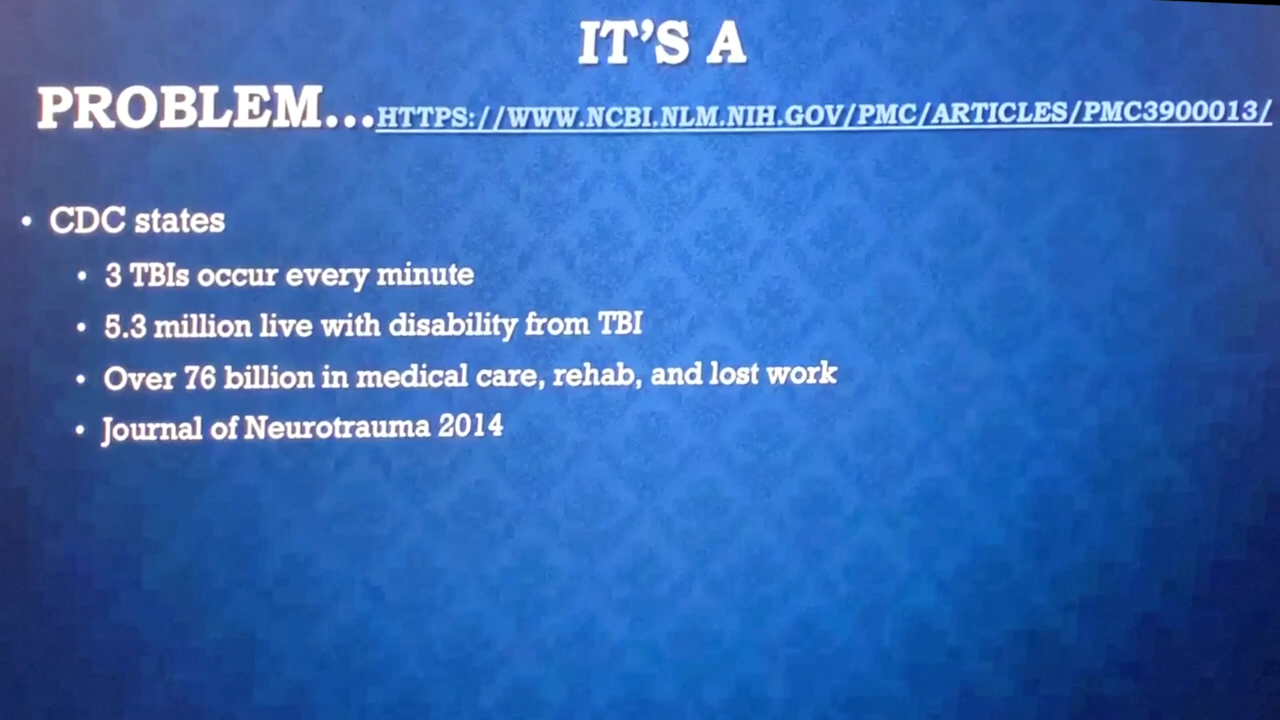 IT'S A
PROBLEM...HTTPS://WWW.NCBI.NLM.NIH.GOV/PMC/ARTICLES/PMC3900013/
• CDC states
• 3 TBIs occur every minute
• 5.3 million live with disability from TBI
• Over 76 billion in medical care, rehab, and lost work
• Journal of Neurotrauma 2014